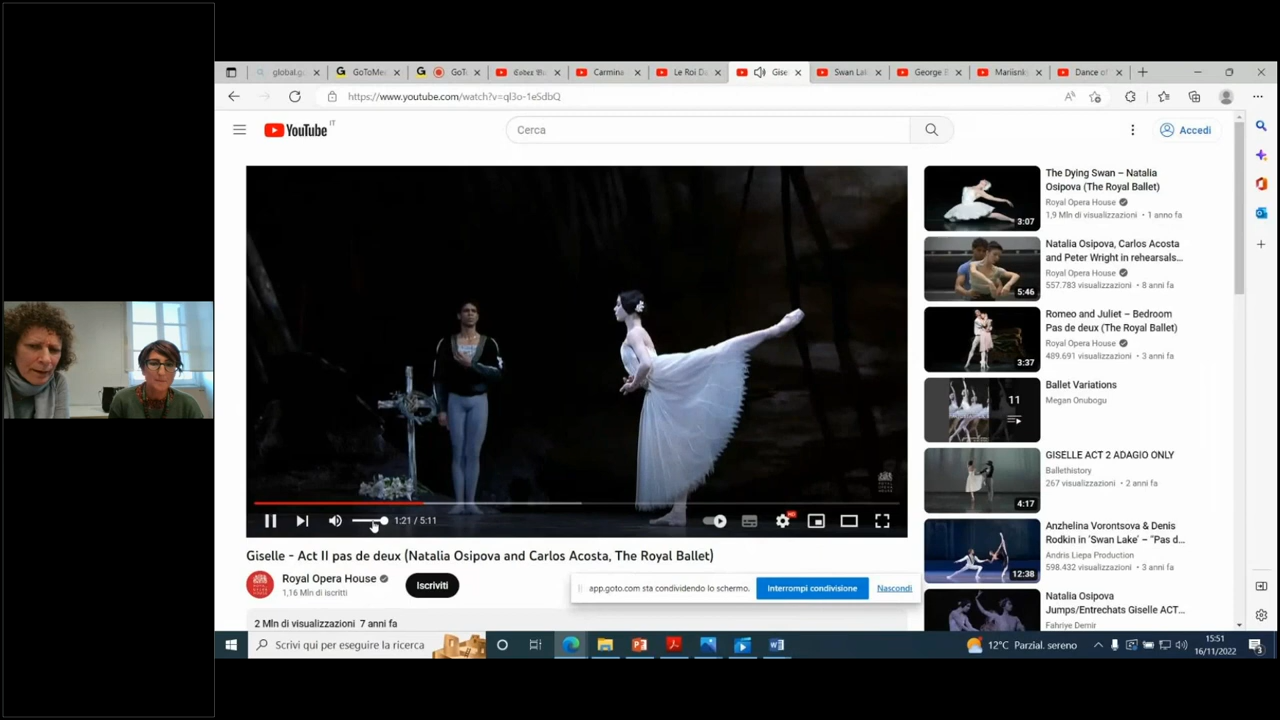 global.g
GoToMe
GoT
Carmina
Le Roi D
Gise
Swan Lak
George B
Mariinsk
Dance of
https://www.youtube.com/watch?v=qI3o-1eSdbQ
YouTube IT
Cerca
Accedi
The Dying Swan – Natalia
Osipova (The Royal Ballet)
Royal Opera House
1,9 Mln di visualizzazioni • 1 anno fa
3:07
Natalia Osipova, Carlos Acosta
and Peter Wright in rehearsals...
Royal Opera House
557.783 visualizzazioni • 8 anni fa
5:46
Romeo and Juliet – Bedroom
Pas de deux (The Royal Ballet)
Royal Opera House
489.691 visualizzazioni • 3 anni fa
3:37
Ballet Variations
Megan Onubogu
11
GISELLE ACT 2 ADAGIO ONLY
Ballethistory
267 visualizzazioni • 2 anni fa
4:17
Anzhelina Vorontsova & Denis
Rodkin in 'Swan Lake' – "Pas d...
Andris Liepa Production
598.432 visualizzazioni • 3 anni fa
12:38
Natalia Osipova
Jumps/Entrechats Giselle ACT...
Fahriye Demir
1:21 / 5:11
Giselle - Act II pas de deux (Natalia Osipova and Carlos Acosta, The Royal Ballet)
Royal Opera House
1,16 Mln di iscritti
Iscriviti
app.goto.com sta condividendo lo schermo.
Interrompi condivisione
Nascondi
2 Mln di visualizzazioni 7 anni fa
Scrivi qui per eseguire la ricerca
12°C Parzial. sereno
15:51
16/11/2022